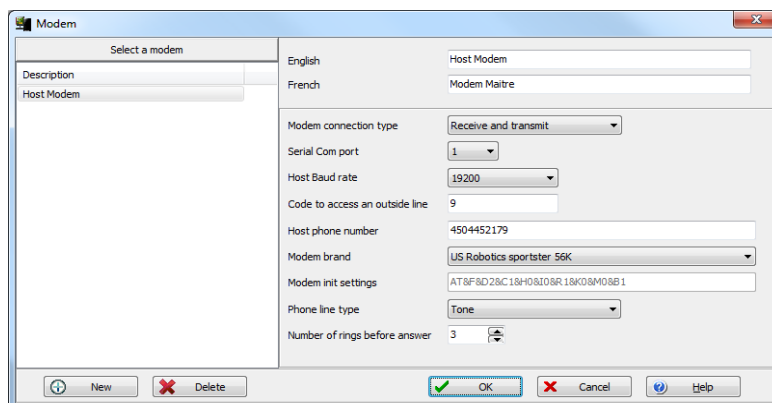 Modem
Select a modem
Description
Host Modem
English Host Modem
French Modem Maitre
Modem connection type Receive and transmit
Serial Com port 1
Host Baud rate 19200
Code to access an outside line 9
Host phone number 4504452179
Modem brand US Robotics sportster 56K
Modem init settings AT&F&D2&C1&H0&I0&R1&K0&M0&B1
Phone line type Tone
Number of rings before answer 3
New Delete OK Cancel Help